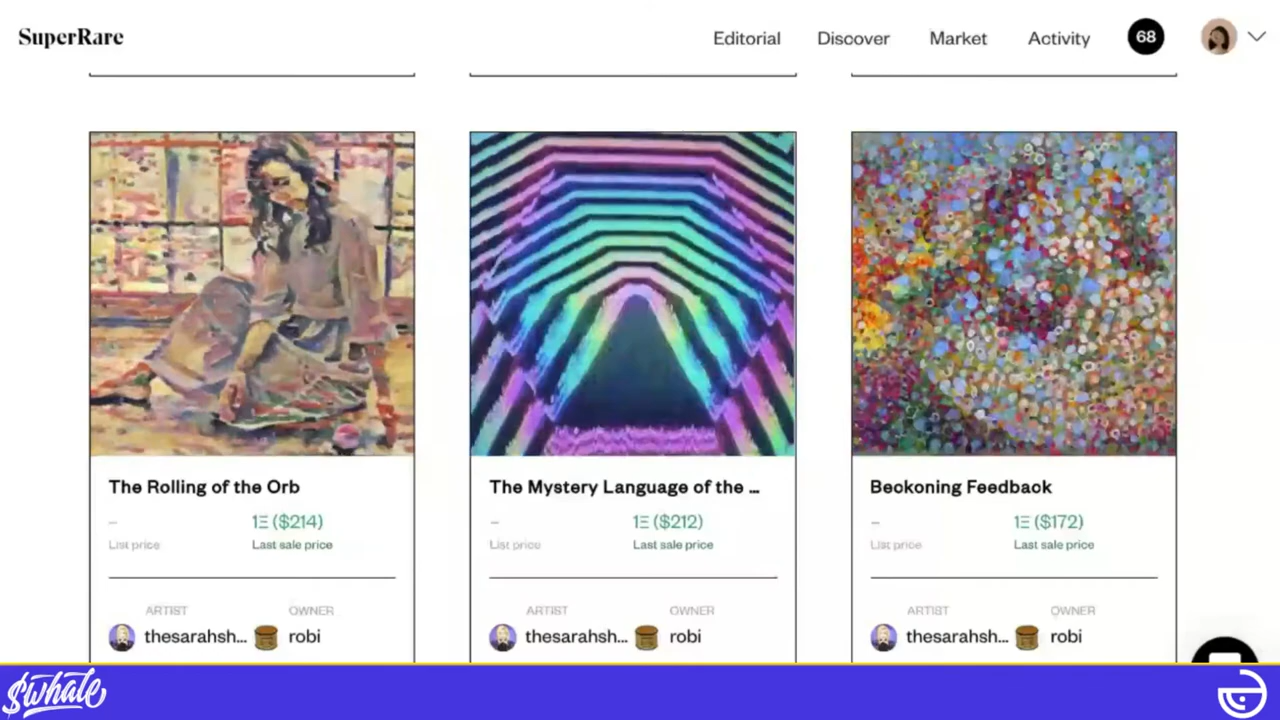 SuperRare
Editorial
Discover
Market
Activity
68
The Rolling of the Orb
–
1Ξ ($214)
List price
Last sale price
ARTIST
OWNER
thesarahsh...
robi
The Mystery Language of the ...
–
1Ξ ($212)
List price
Last sale price
ARTIST
OWNER
thesarahsh...
robi
Beckoning Feedback
–
1Ξ ($172)
List price
Last sale price
ARTIST
OWNER
thesarahsh...
robi
$whale